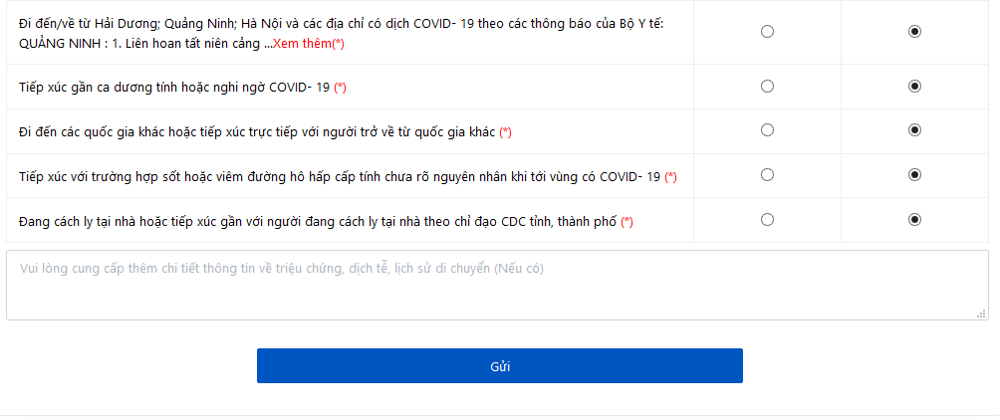 Đi đến/về từ Hải Dương; Quảng Ninh; Hà Nội và các địa chỉ có dịch COVID- 19 theo các thông báo của Bộ Y tế:
QUẢNG NINH : 1. Liên hoan tất niên cảng ...Xem thêm(*)
Tiếp xúc gần ca dương tính hoặc nghi ngờ COVID- 19 (*)
Đi đến các quốc gia khác hoặc tiếp xúc trực tiếp với người trở về từ quốc gia khác (*)
Tiếp xúc với trường hợp sốt hoặc viêm đường hô hấp cấp tính chưa rõ nguyên nhân khi tới vùng có COVID- 19 (*)
Đang cách ly tại nhà hoặc tiếp xúc gần với người đang cách ly tại nhà theo chỉ đạo CDC tỉnh, thành phố (*)
Vui lòng cung cấp thêm chi tiết thông tin về triệu chứng, dịch tễ, lịch sử di chuyển (Nếu có)
Gửi